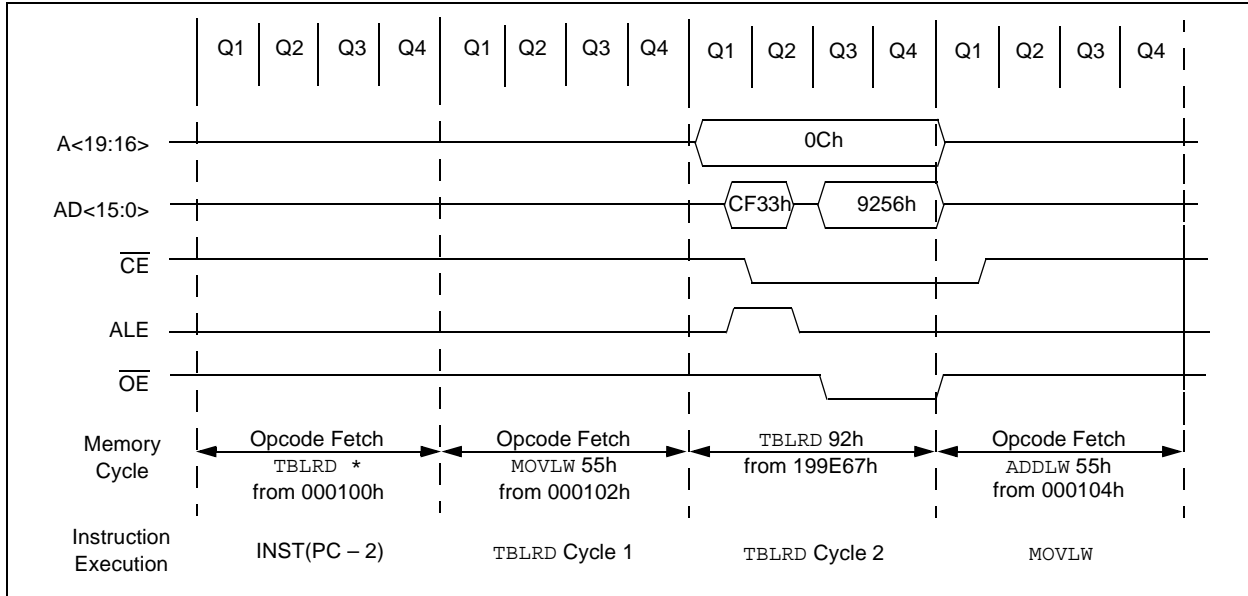 Q1 Q2 Q3 Q4 Q1 Q2 Q3 Q4 Q1 Q2 Q3 Q4 Q1 Q2 Q3 Q4
A<19:16> 0Ch
AD<15:0> CF33h 9256h
CE
ALE
OE
Memory
Cycle
Opcode Fetch
TBLRD *
from 000100h
Opcode Fetch
MOVLW 55h
from 000102h
TBLRD 92h
from 199E67h
Opcode Fetch
ADDLW 55h
from 000104h
Instruction
Execution
INST(PC – 2)
TBLRD Cycle 1
TBLRD Cycle 2
MOVLW